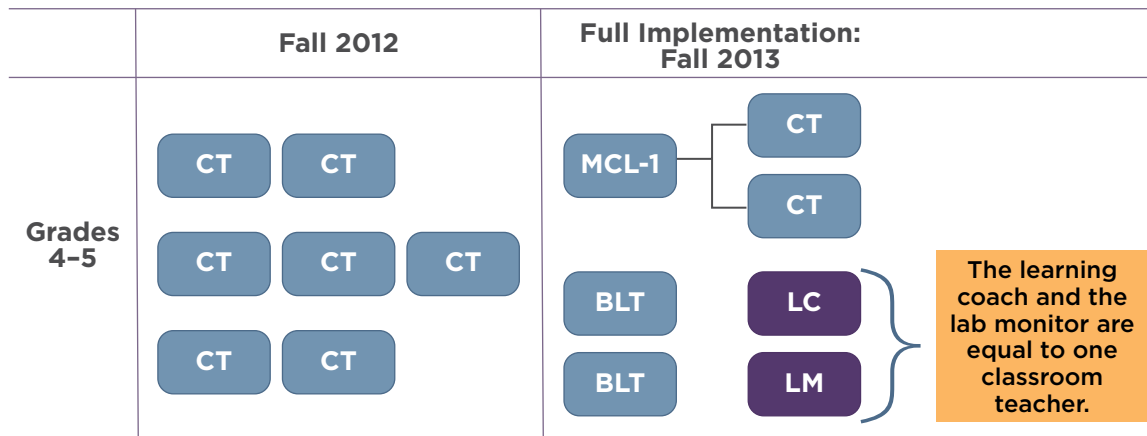 Fall 2012
Full Implementation:
Fall 2013
Grades
4–5
CT CT
CT CT CT
CT CT
MCL-1
CT
CT
BLT LC
BLT LM
The learning
coach and the
lab monitor are
equal to one
classroom
teacher.